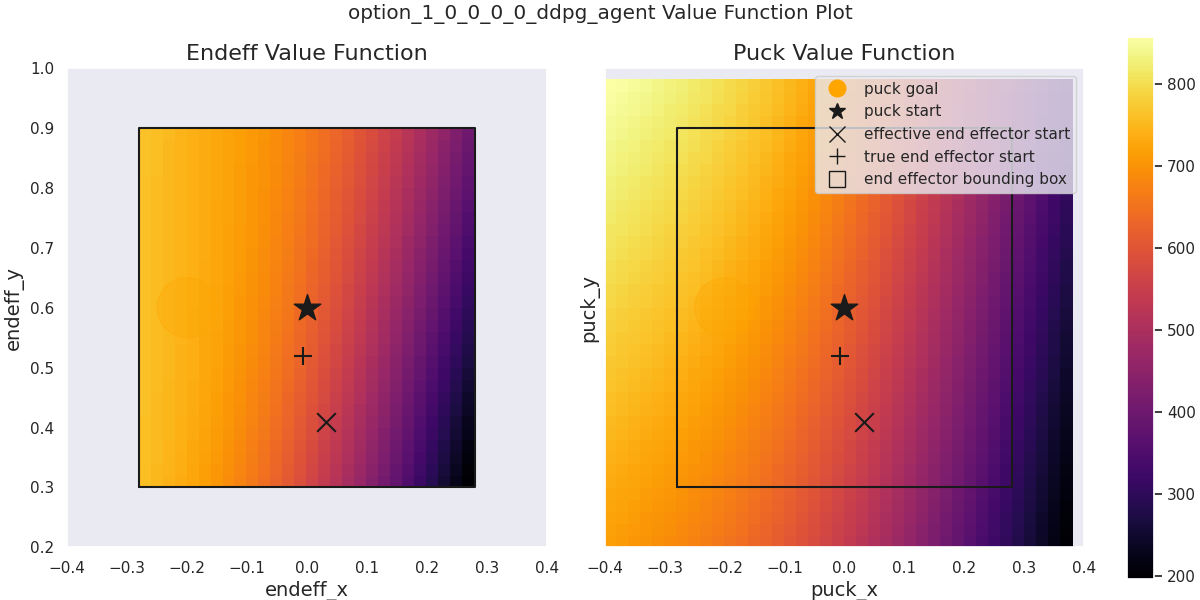 option_1_0_0_0_0_ddpg_agent Value Function Plot
Endeff Value Function
1.0
0.9
0.8
0.7
0.6
0.5
0.4
0.3
0.2
endeff_y
−0.4 −0.3 −0.2 −0.1 0.0 0.1 0.2 0.3 0.4
endeff_x
Puck Value Function
puck goal
puck start
effective end effector start
true end effector start
end effector bounding box
puck_y
−0.4 −0.3 −0.2 −0.1 0.0 0.1 0.2 0.3 0.4
puck_x
800
700
600
500
400
300
200